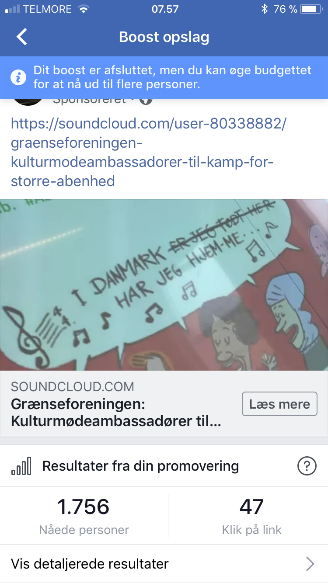 TELMORE 07.57 76 %
Boost opslag
Dit boost er afsluttet, men du kan øge budgettet
for at nå ud til flere personer.
Sponsoreret
https://soundcloud.com/user-80338882/
graenseforeningen-
kulturmodeambassadorer-til-kamp-for-
storre-abenhed
I DANMARK ER JEG FØDT HER
HAR JEG HJEM-ME...
SOUNDCLOUD.COM
Grænseforeningen:
Kulturmødeambassadører til...
Læs mere
Resultater fra din promovering
?
1.756 47
Nåede personer Klik på link
Vis detaljerede resultater